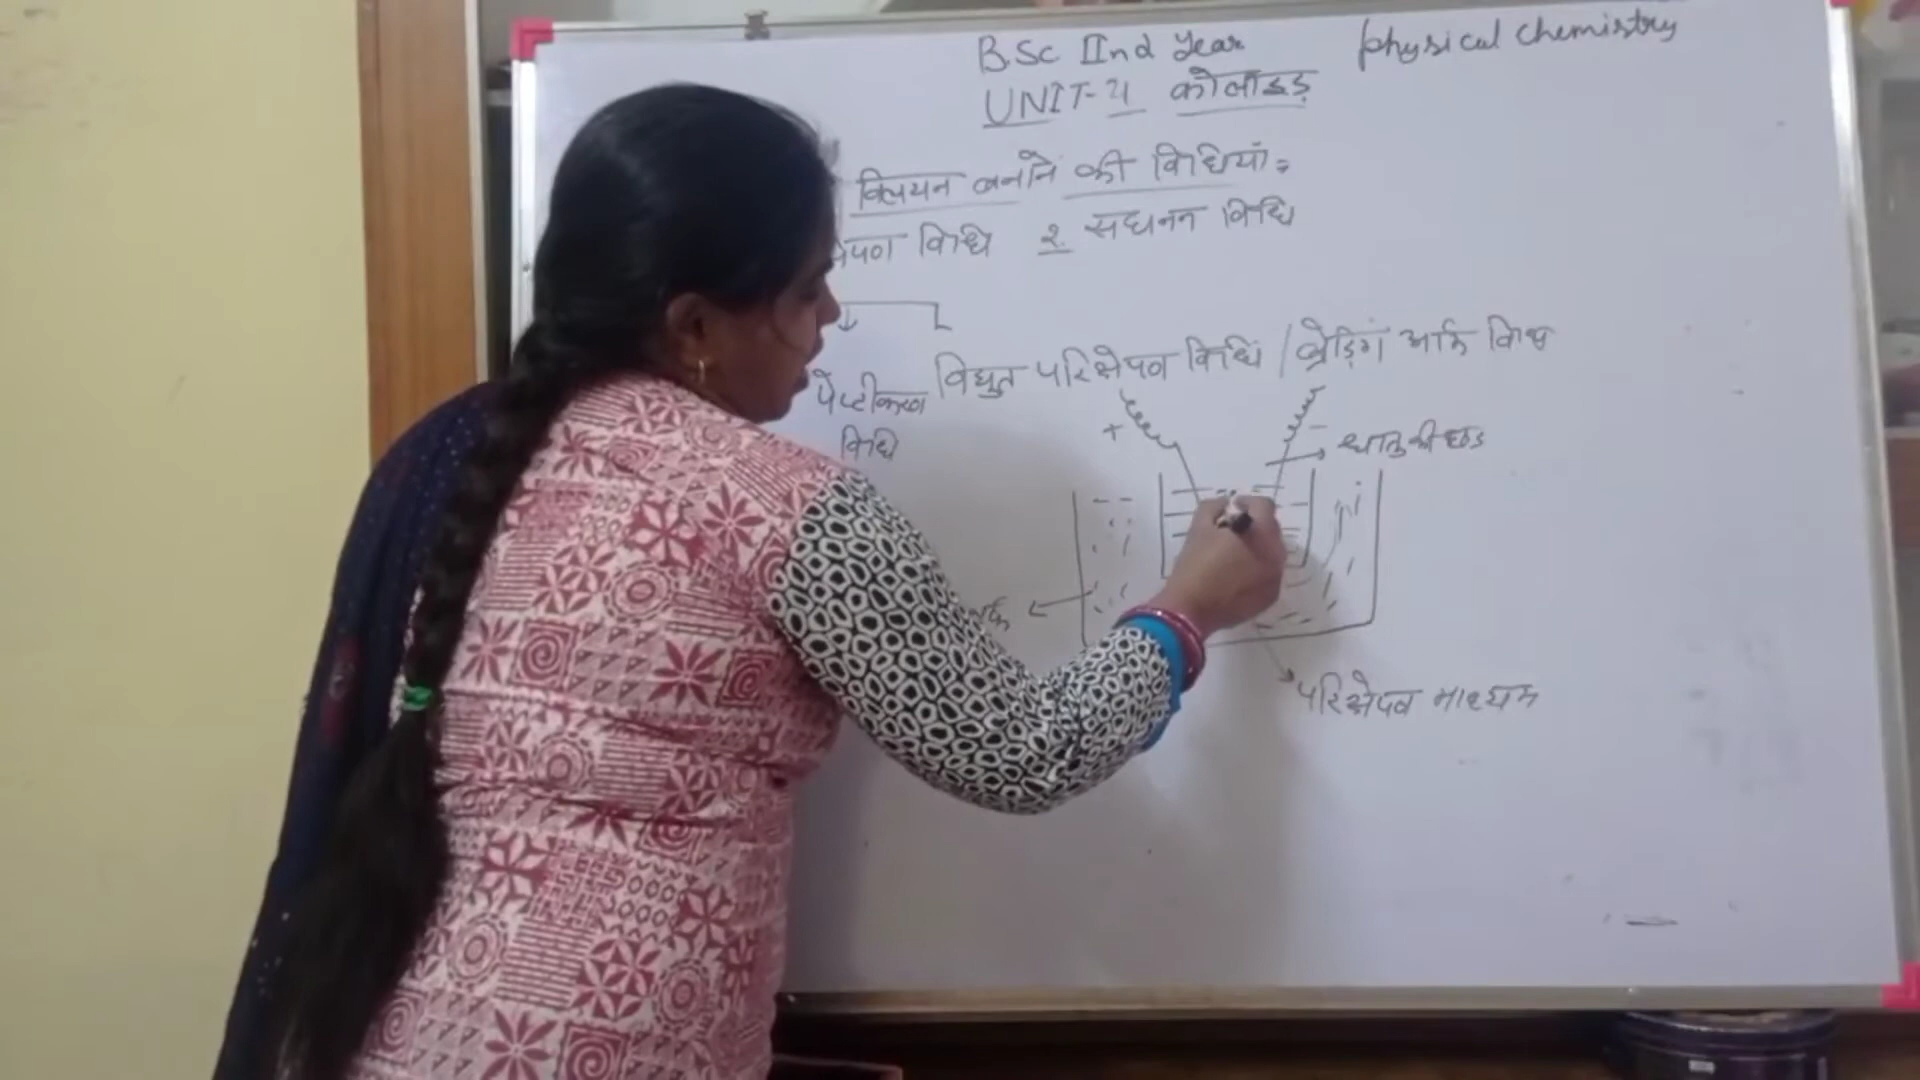 B.Sc IInd Year
physical chemistry
UNIT-4 कोलॉइड
विलयन बनाने की विधियां
विधि 2. संघनन विधि
विद्युत परिक्षेपण विधि / ब्रेडिंग आर्क विधि
पेप्टीकरण
विधि
+ −
धातु की छड़
परिक्षेपण माध्यम